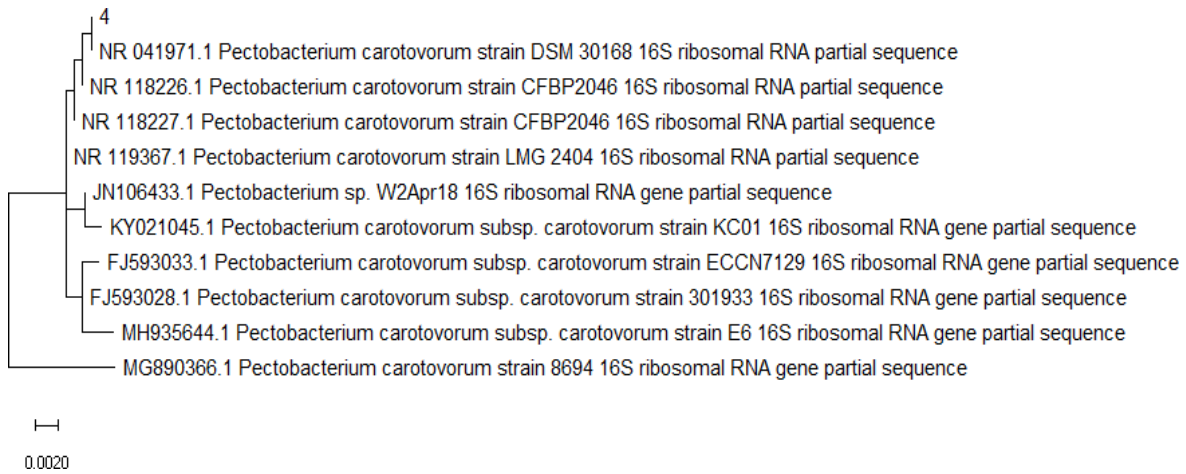 4
NR 041971.1 Pectobacterium carotovorum strain DSM 30168 16S ribosomal RNA partial sequence
NR 118226.1 Pectobacterium carotovorum strain CFBP2046 16S ribosomal RNA partial sequence
NR 118227.1 Pectobacterium carotovorum strain CFBP2046 16S ribosomal RNA partial sequence
NR 119367.1 Pectobacterium carotovorum strain LMG 2404 16S ribosomal RNA partial sequence
JN106433.1 Pectobacterium sp. W2Apr18 16S ribosomal RNA gene partial sequence
KY021045.1 Pectobacterium carotovorum subsp. carotovorum strain KC01 16S ribosomal RNA gene partial sequence
FJ593033.1 Pectobacterium carotovorum subsp. carotovorum strain ECCN7129 16S ribosomal RNA gene partial sequence
FJ593028.1 Pectobacterium carotovorum subsp. carotovorum strain 301933 16S ribosomal RNA gene partial sequence
MH935644.1 Pectobacterium carotovorum subsp. carotovorum strain E6 16S ribosomal RNA gene partial sequence
MG890366.1 Pectobacterium carotovorum strain 8694 16S ribosomal RNA gene partial sequence
0.0020